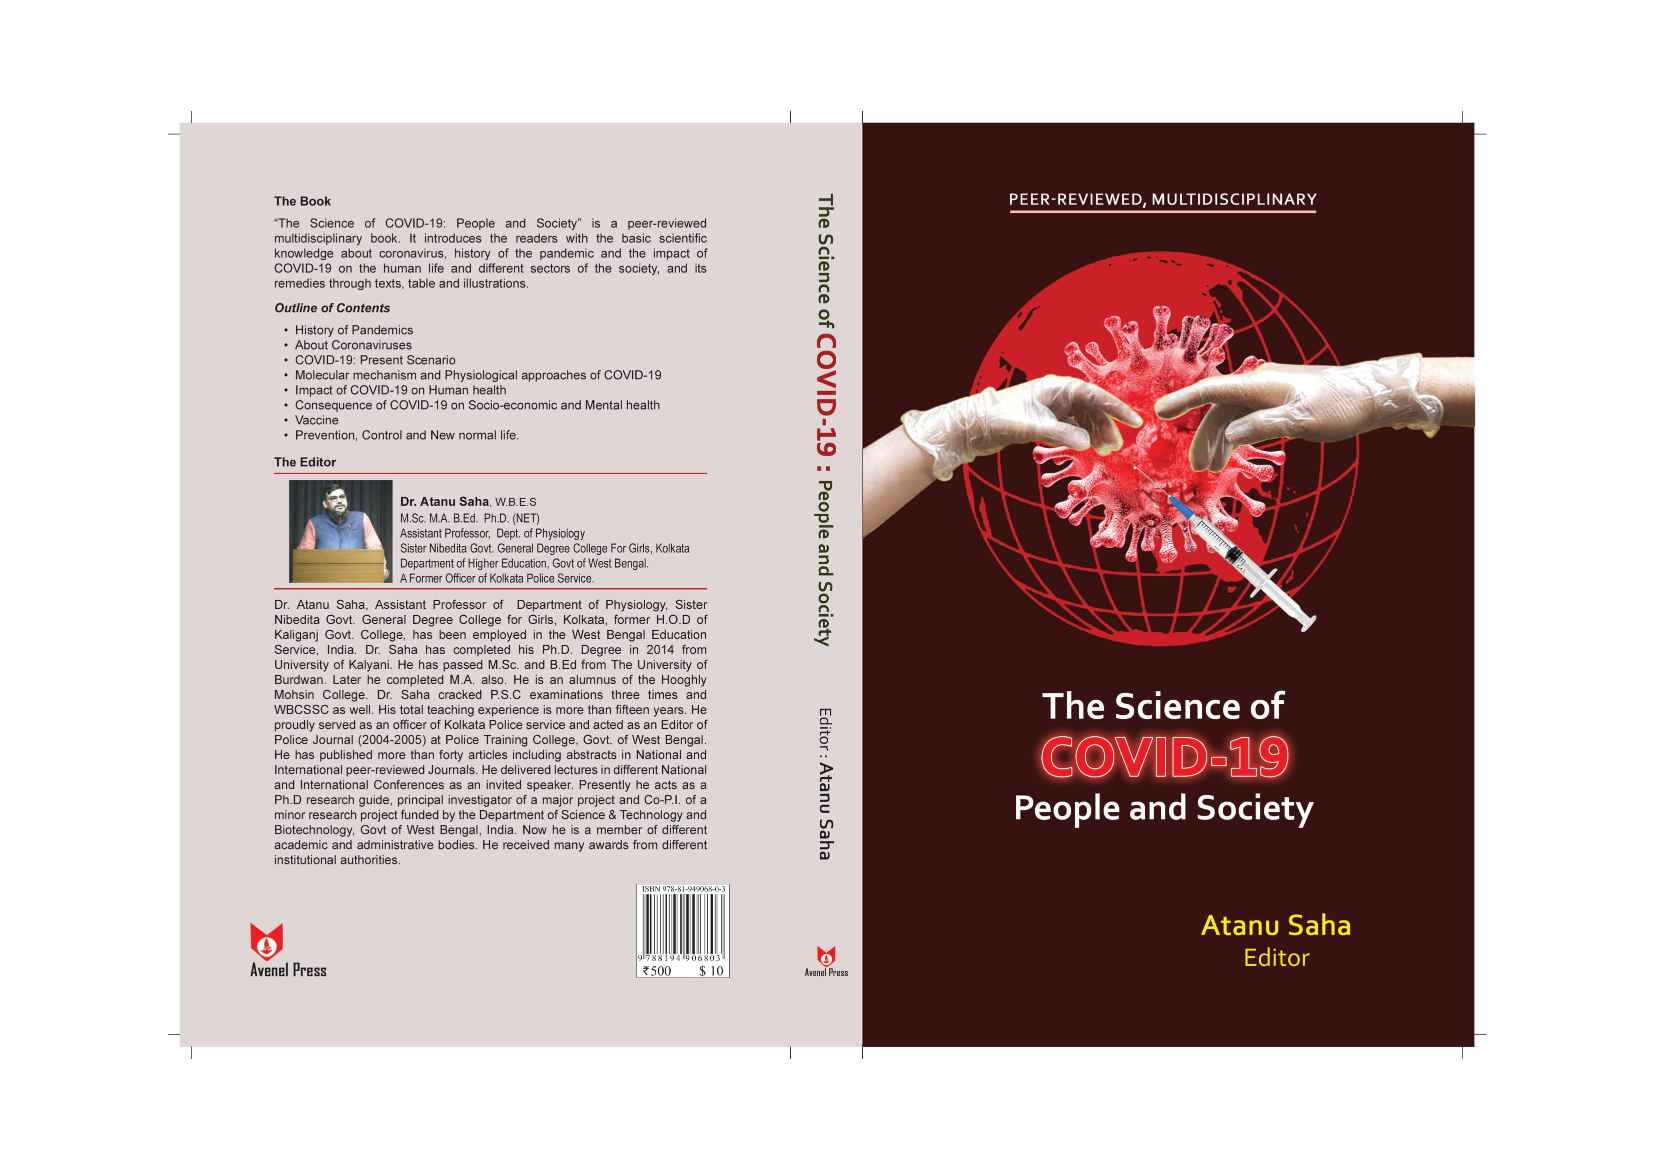 The Book
“The Science of COVID-19: People and Society” is a peer-reviewed
multidisciplinary book. It introduces the readers with the basic scientific
knowledge about coronavirus, history of the pandemic and the impact of
COVID-19 on the human life and different sectors of the society, and its
remedies through texts, table and illustrations.
Outline of Contents
• History of Pandemics
• About Coronaviruses
• COVID-19: Present Scenario
• Molecular mechanism and Physiological approaches of COVID-19
• Impact of COVID-19 on Human health
• Consequence of COVID-19 on Socio-economic and Mental health
• Vaccine
• Prevention, Control and New normal life.
The Editor
Dr. Atanu Saha, W.B.E.S
M.Sc. M.A. B.Ed. Ph.D. (NET)
Assistant Professor, Dept. of Physiology
Sister Nibedita Govt. General Degree College For Girls, Kolkata
Department of Higher Education, Govt of West Bengal.
A Former Officer of Kolkata Police Service.
Dr. Atanu Saha, Assistant Professor of Department of Physiology, Sister
Nibedita Govt. General Degree College for Girls, Kolkata, former H.O.D of
Kaliganj Govt. College, has been employed in the West Bengal Education
Service, India. Dr. Saha has completed his Ph.D. Degree in 2014 from
University of Kalyani. He has passed M.Sc. and B.Ed from The University of
Burdwan. Later he completed M.A. also. He is an alumnus of the Hooghly
Mohsin College. Dr. Saha cracked P.S.C examinations three times and
WBCSSC as well. His total teaching experience is more than fifteen years. He
proudly served as an officer of Kolkata Police service and acted as an Editor of
Police Journal (2004-2005) at Police Training College, Govt. of West Bengal.
He has published more than forty articles including abstracts in National and
International peer-reviewed Journals. He delivered lectures in different National
and International Conferences as an invited speaker. Presently he acts as a
Ph.D research guide, principal investigator of a major project and Co-P.I. of a
minor research project funded by the Department of Science & Technology and
Biotechnology, Govt of West Bengal, India. Now he is a member of different
academic and administrative bodies. He received many awards from different
institutional authorities.
Avenel Press
ISBN 978-81-949068-0-3
9 788194 906803
₹500 $ 10
The Science of COVID-19 : People and Society
Editor : Atanu Saha
Avenel Press
PEER-REVIEWED, MULTIDISCIPLINARY
The Science of
COVID-19
People and Society
Atanu Saha
Editor